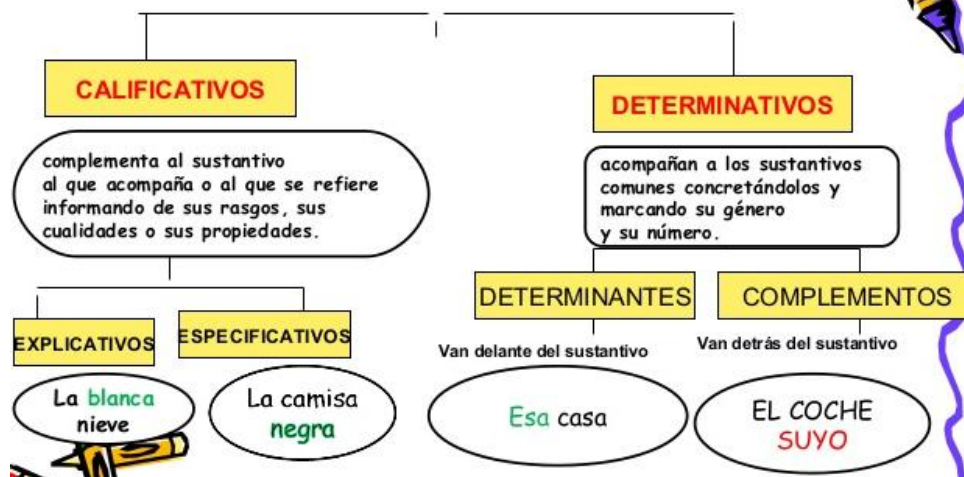 CALIFICATIVOS
complementa al sustantivo
al que acompaña o al que se refiere
informando de sus rasgos, sus
cualidades o sus propiedades.
EXPLICATIVOS
La blanca
nieve
ESPECIFICATIVOS
La camisa
negra
DETERMINATIVOS
acompañan a los sustantivos
comunes concretándolos y
marcando su género
y su número.
DETERMINANTES
Van delante del sustantivo
Esa casa
COMPLEMENTOS
Van detrás del sustantivo
EL COCHE
SUYO